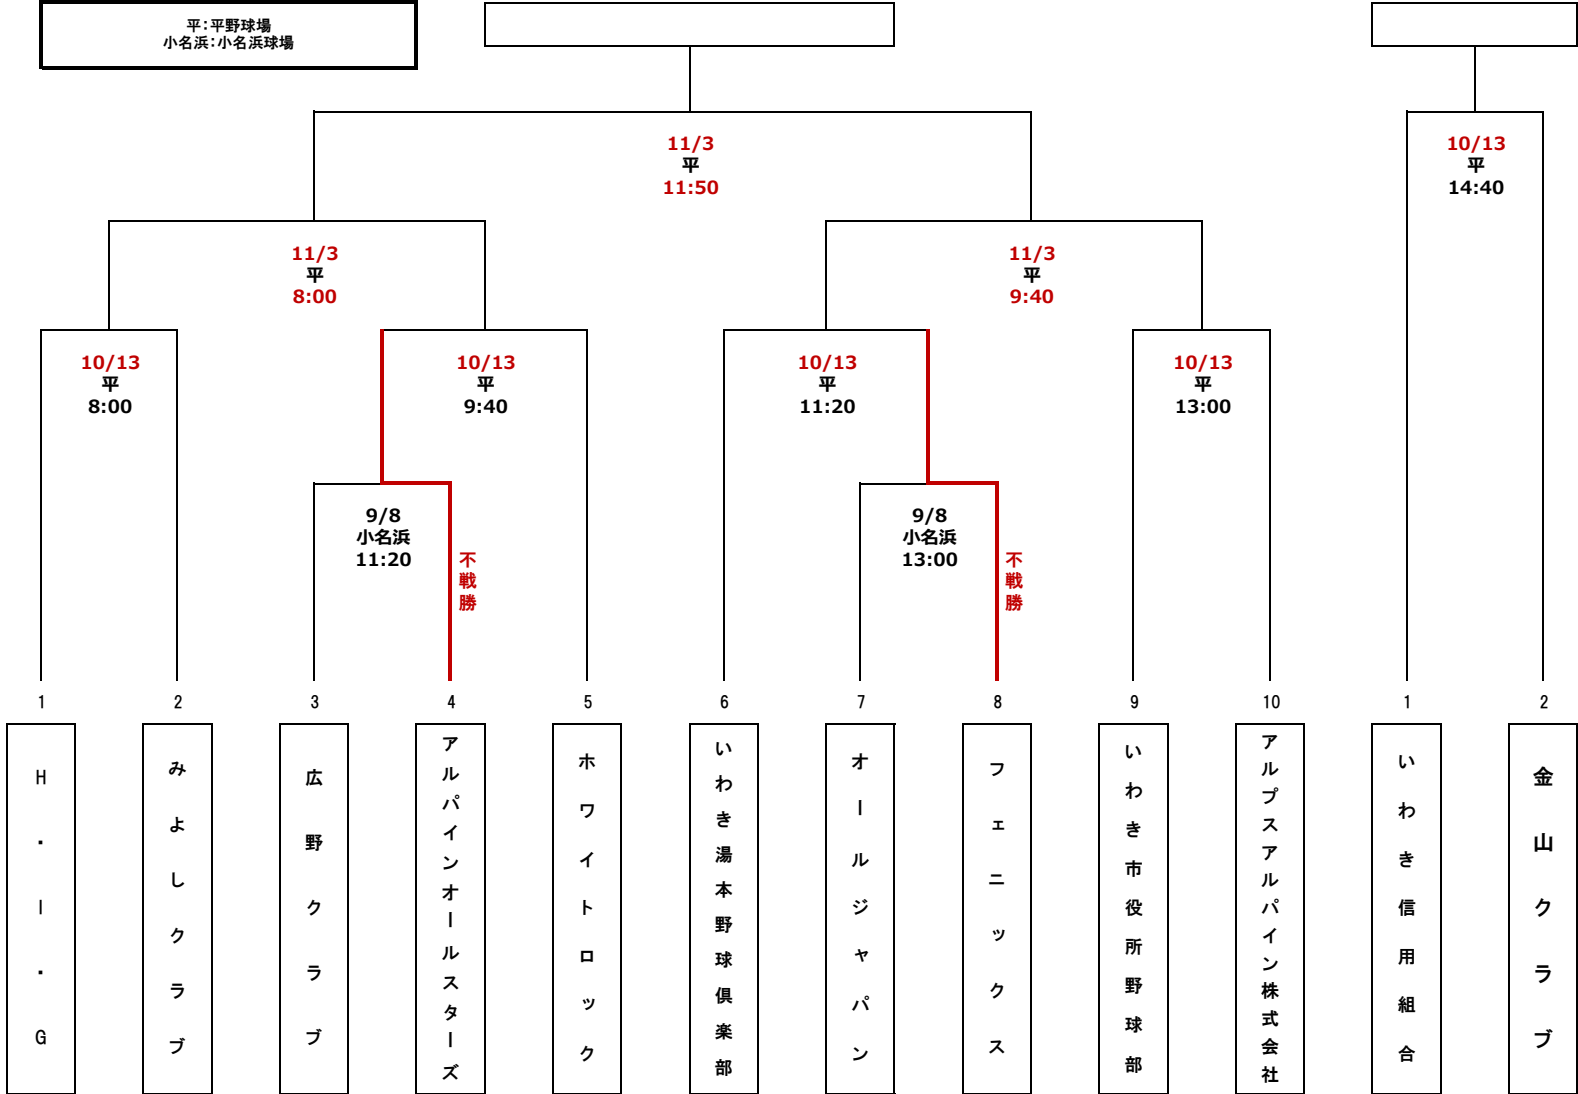 平:平野球場
小名浜:小名浜球場
11/3
平
11:50
10/13
平
14:40
11/3
平
8:00
11/3
平
9:40
10/13
平
8:00
10/13
平
9:40
10/13
平
11:20
10/13
平
13:00
9/8
小名浜
11:20
不戦勝
9/8
小名浜
13:00
不戦勝
1
2
3
4
5
6
7
8
9
10
1
2
H・I・G
みよしクラブ
広野クラブ
アルパインオールスターズ
ホワイトロック
いわき湯本野球倶楽部
オールジャパン
フェニックス
いわき市役所野球部
アルプスアルパイン株式会社
いわき信用組合
金山クラブ